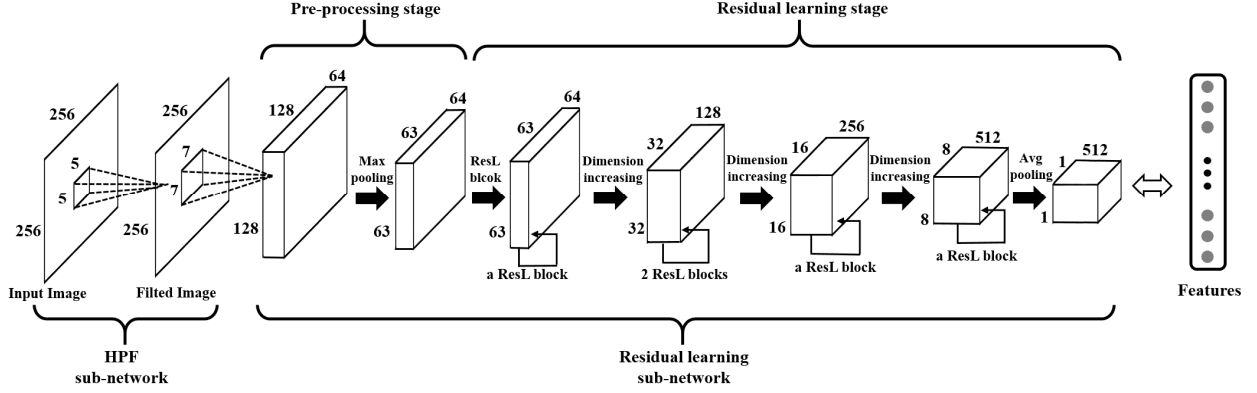 Pre-processing stage
Residual learning stage
256
256
5
5
Input Image
256
256
7
7
Filted Image
64
128
128
Max
pooling
64
63
63
ResL
blcok
64
63
63
a ResL block
Dimension
increasing
128
32
32
2 ResL blocks
Dimension
increasing
256
16
16
a ResL block
Dimension
increasing
512
8
8
a ResL block
Avg
pooling
512
1
1
Features
HPF
sub-network
Residual learning
sub-network